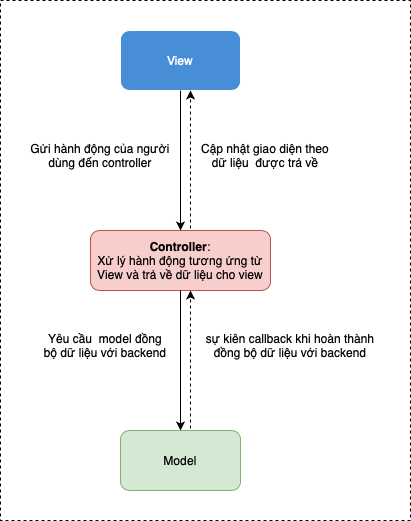 View
Gửi hành động của người
dùng đến controller
Cập nhật giao diện theo
dữ liệu được trả về
Controller:
Xử lý hành động tương ứng từ
View và trả về dữ liệu cho view
Yêu cầu model đồng
bộ dữ liệu với backend
sự kiên callback khi hoàn thành
đồng bộ dữ liệu với backend
Model